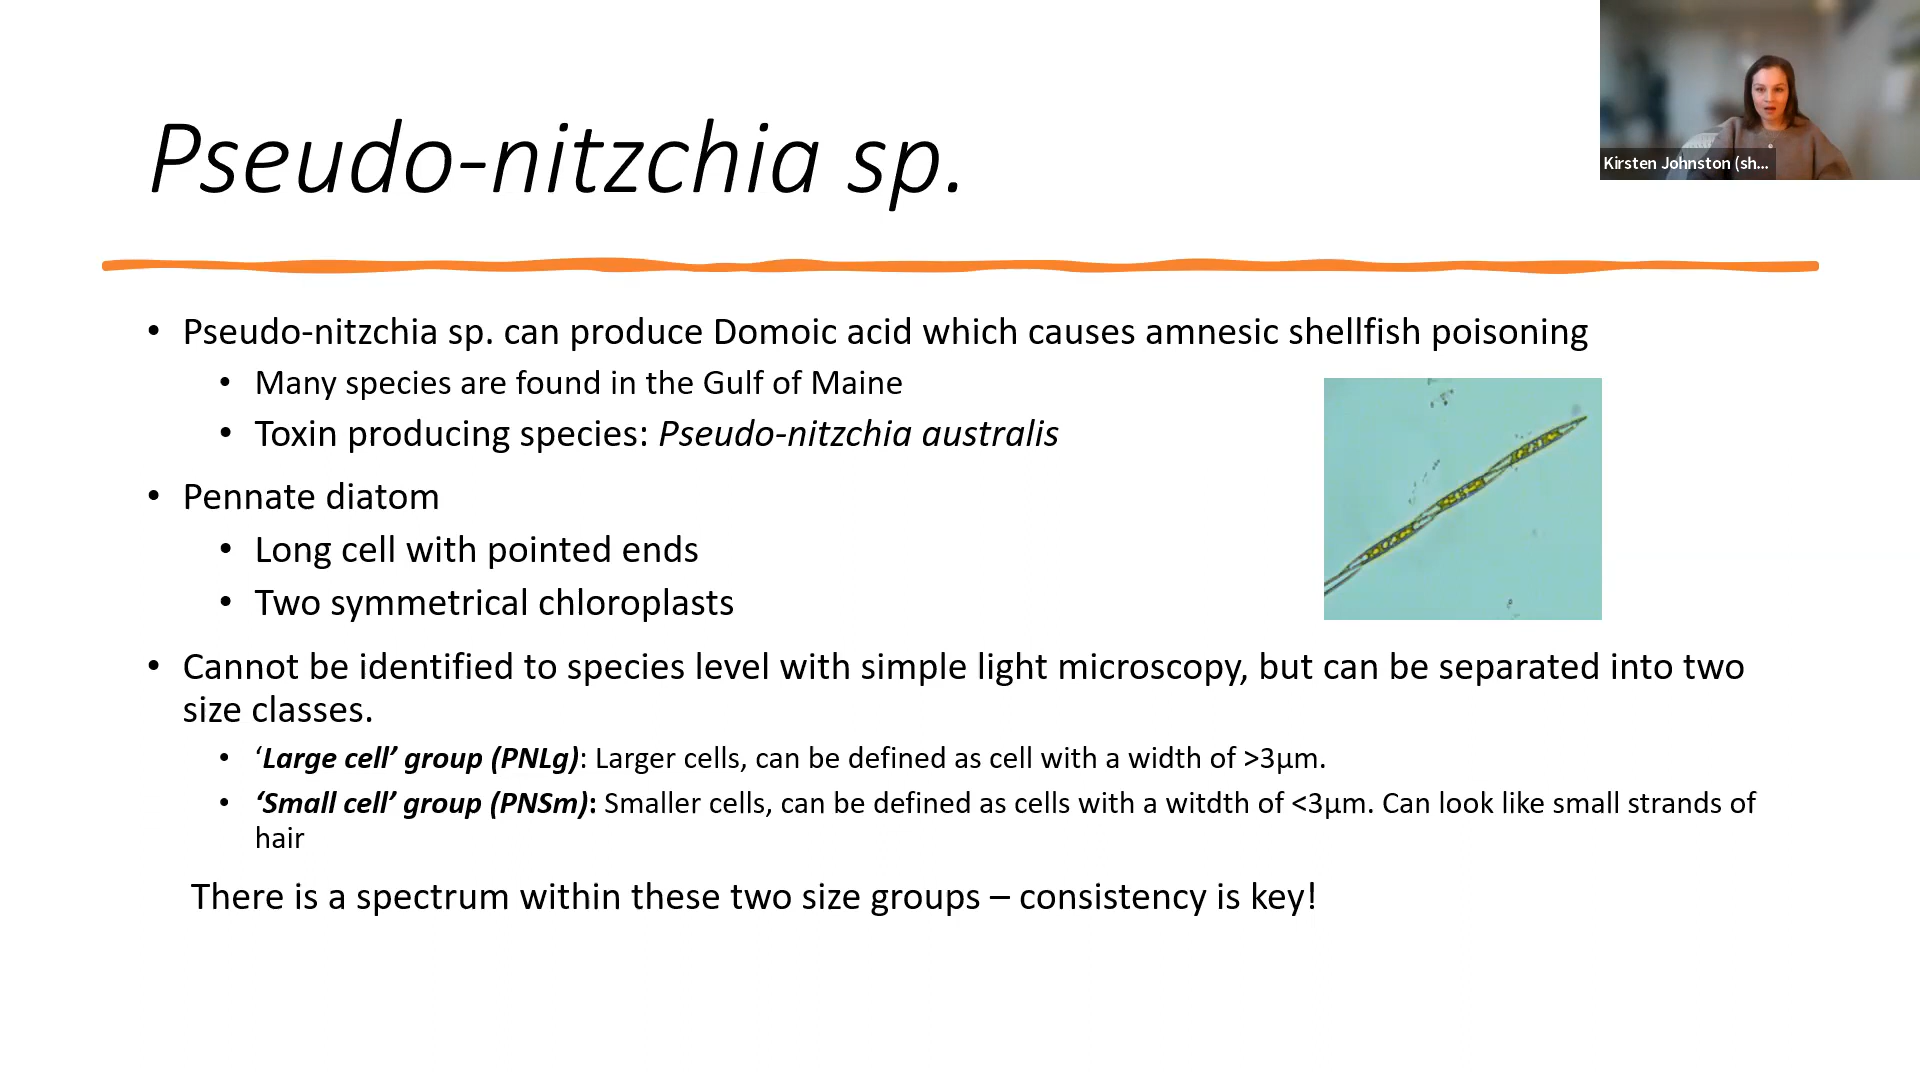 Pseudo-nitzchia sp.
Kirsten Johnston (sh...
• Pseudo-nitzchia sp. can produce Domoic acid which causes amnesic shellfish poisoning
• Many species are found in the Gulf of Maine
• Toxin producing species: Pseudo-nitzchia australis
• Pennate diatom
• Long cell with pointed ends
• Two symmetrical chloroplasts
• Cannot be identified to species level with simple light microscopy, but can be separated into two
size classes.
• ‘Large cell’ group (PNLg): Larger cells, can be defined as cell with a width of >3µm.
• ‘Small cell’ group (PNSm): Smaller cells, can be defined as cells with a witdth of <3µm. Can look like small strands of
hair
There is a spectrum within these two size groups – consistency is key!